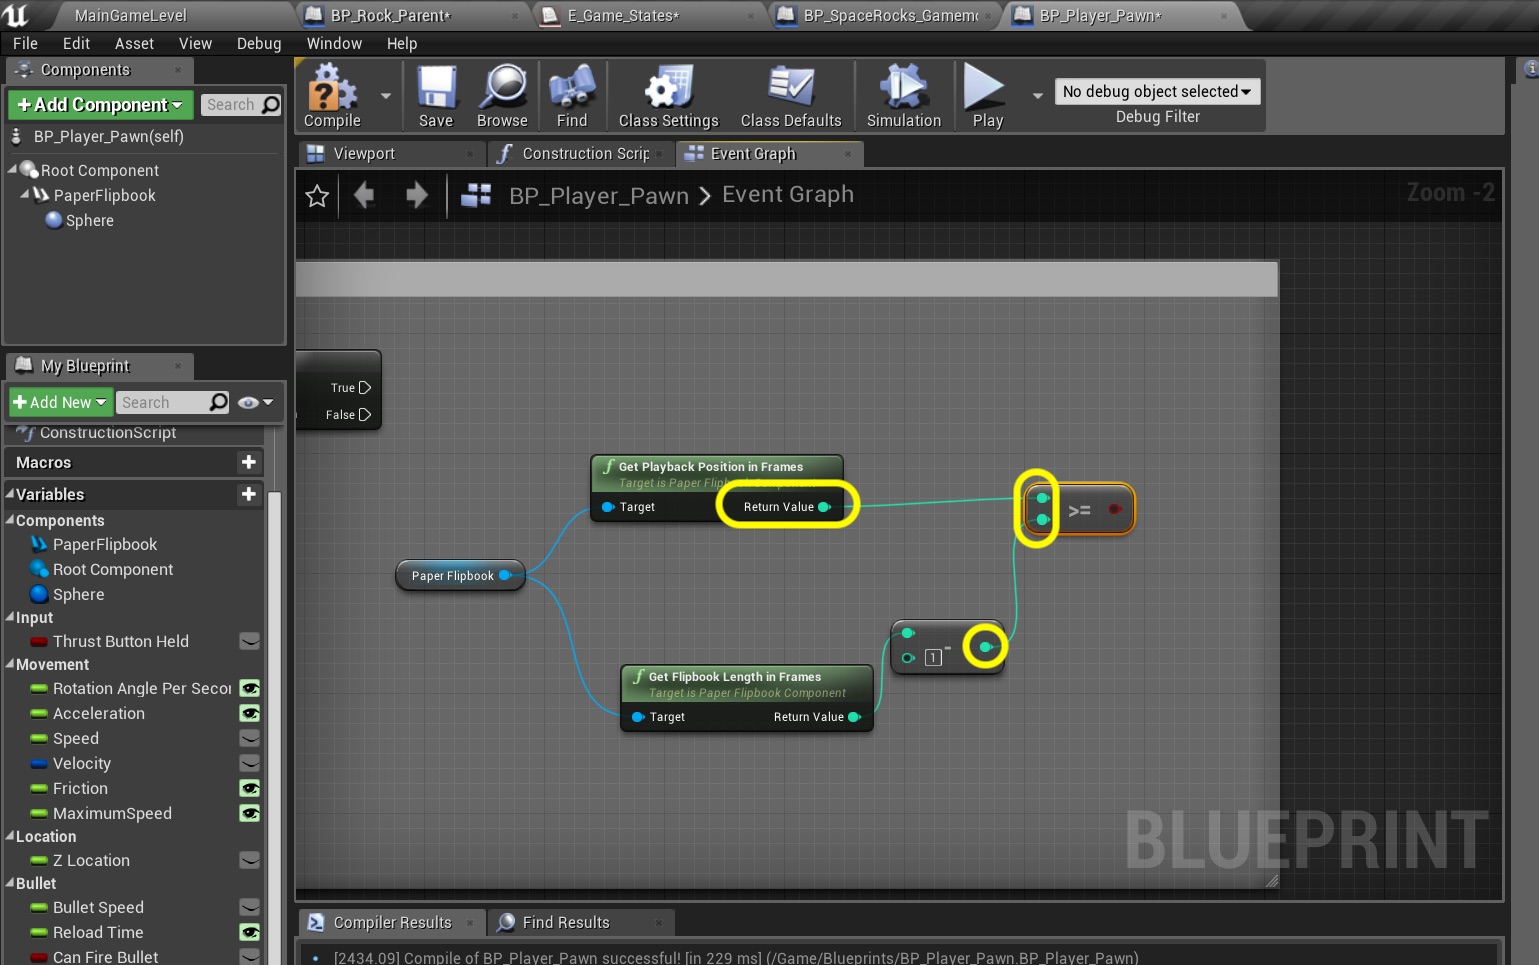 MainGameLevel
BP_Rock_Parent*
E_Game_States*
BP_SpaceRocks_Gamem
BP_Player_Pawn*
File Edit Asset View Debug Window Help
Components
+Add Component
Search
BP_Player_Pawn(self)
Root Component
PaperFlipbook
Sphere
Compile
Save
Browse
Find
Class Settings
Class Defaults
Simulation
Play
No debug object selected
Debug Filter
Viewport
Construction Scrip
Event Graph
BP_Player_Pawn > Event Graph
Zoom -2
My Blueprint
+Add New
Search
ConstructionScript
Macros
Variables
Components
PaperFlipbook
Root Component
Sphere
Input
Thrust Button Held
Movement
Rotation Angle Per Secon
Acceleration
Speed
Velocity
Friction
MaximumSpeed
Location
Z Location
Bullet
Bullet Speed
Reload Time
Can Fire Bullet
True
False
f Get Playback Position in Frames
Target is Paper Flipbook Component
Target
Return Value
>=
Paper Flipbook
1
-
f Get Flipbook Length in Frames
Target is Paper Flipbook Component
Target
Return Value
BLUEPRINT
Compiler Results
Find Results
[2434.09] Compile of BP_Player_Pawn successful! [in 229 ms] (/Game/Blueprints/BP_Player_Pawn.BP_Player_Pawn)